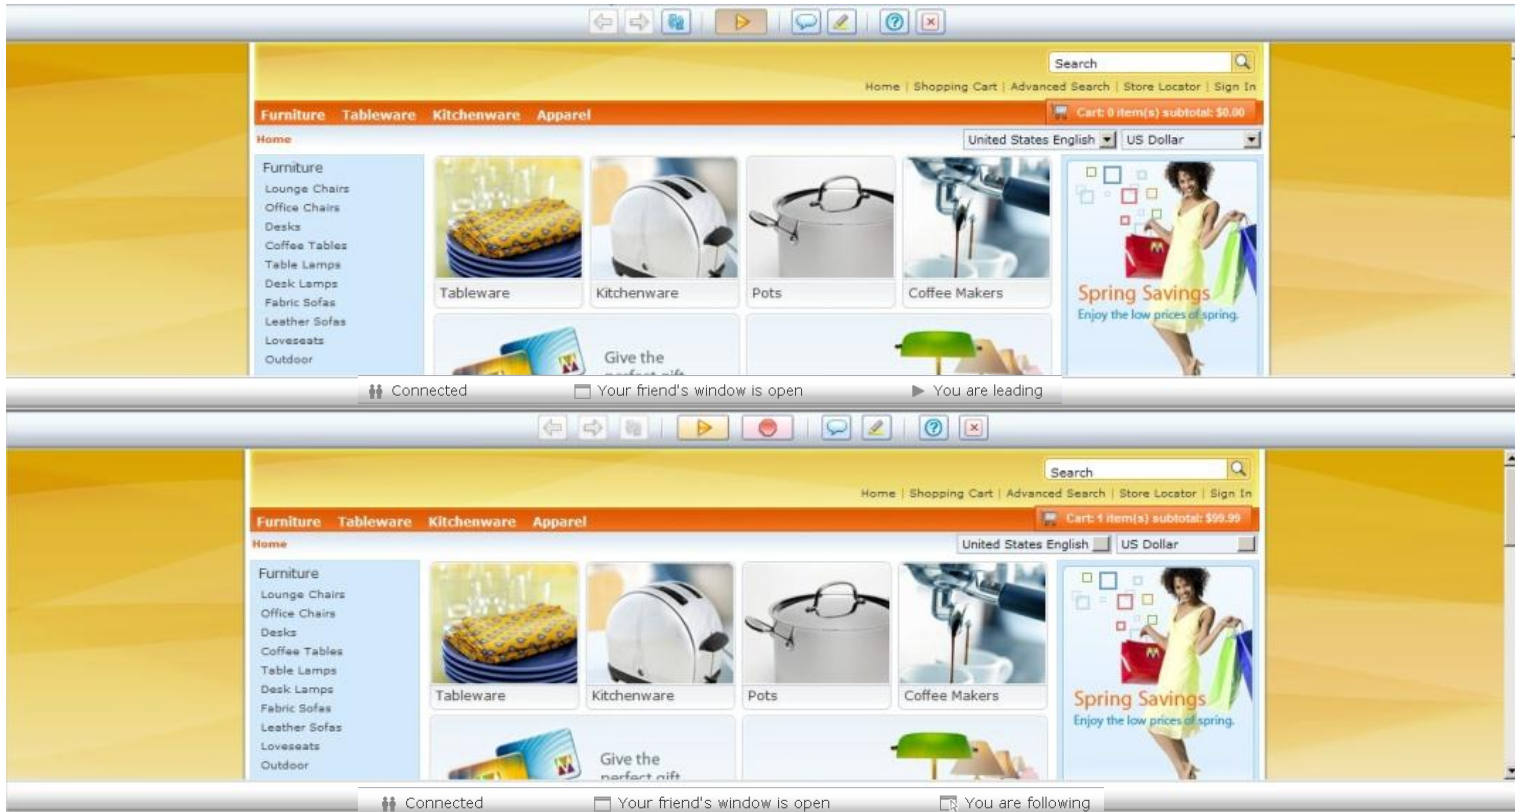 Search
Home | Shopping Cart | Advanced Search | Store Locator | Sign In
Furniture Tableware Kitchenware Apparel
Cart: 0 item(s) subtotal: $0.00
Home
United States English US Dollar
Furniture
Lounge Chairs
Office Chairs
Desks
Coffee Tables
Table Lamps
Desk Lamps
Fabric Sofas
Leather Sofas
Loveseats
Outdoor
Tableware
Kitchenware
Pots
Coffee Makers
Give the
perfect gift
Spring Savings
Enjoy the low prices of spring.
Connected
Your friend's window is open
You are leading
Search
Home | Shopping Cart | Advanced Search | Store Locator | Sign In
Furniture Tableware Kitchenware Apparel
Cart: 1 item(s) subtotal: $99.99
Home
United States English US Dollar
Furniture
Lounge Chairs
Office Chairs
Desks
Coffee Tables
Table Lamps
Desk Lamps
Fabric Sofas
Leather Sofas
Loveseats
Outdoor
Tableware
Kitchenware
Pots
Coffee Makers
Give the
perfect gift
Spring Savings
Enjoy the low prices of spring.
Connected
Your friend's window is open
You are following